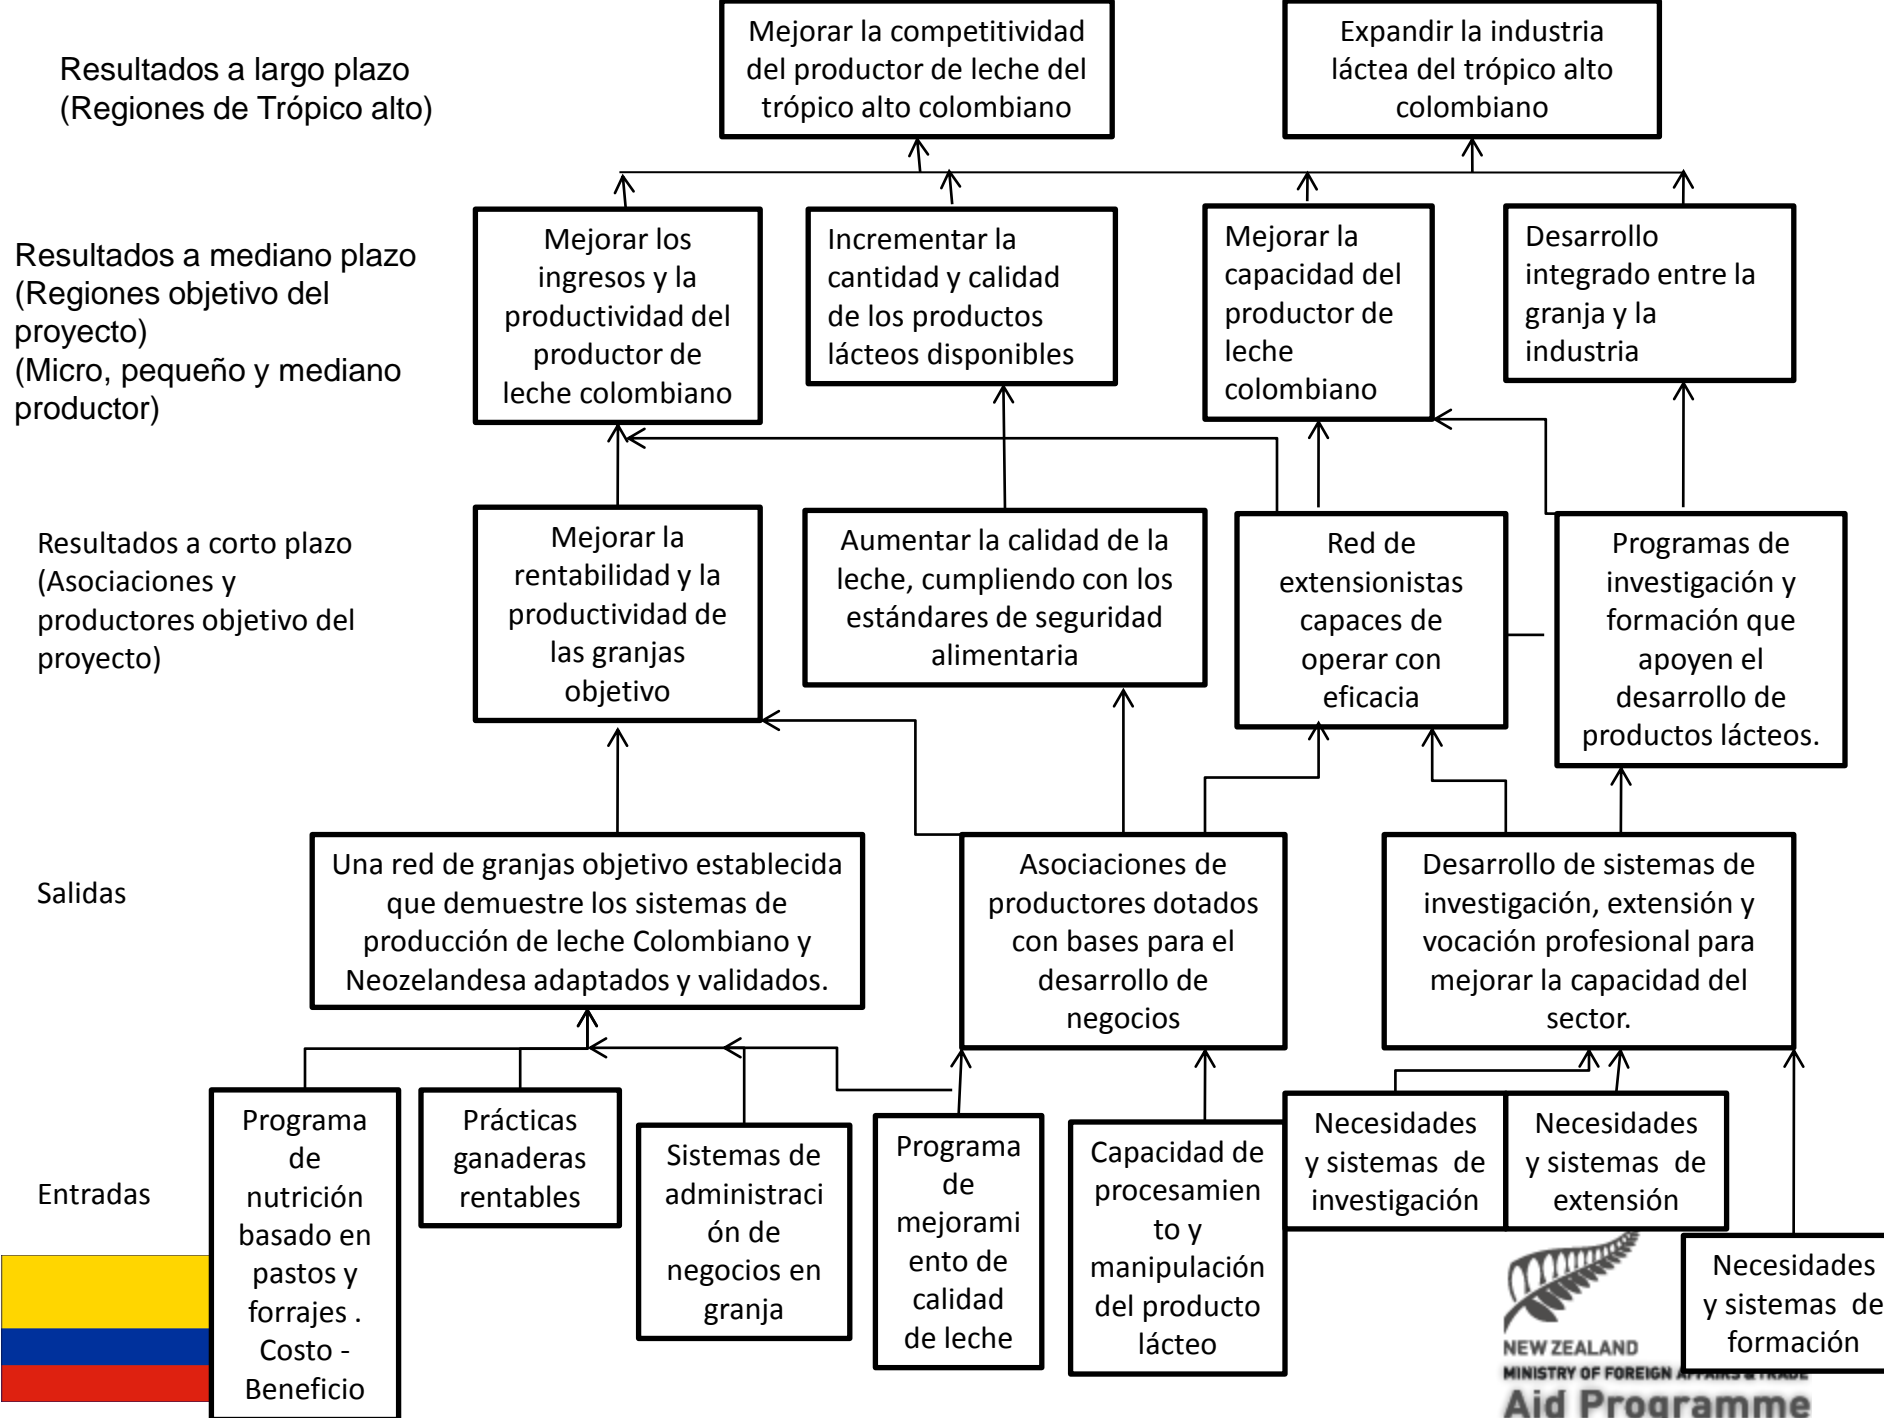 Resultados a largo plazo
(Regiones de Trópico alto)
Mejorar la competitividad
del productor de leche del
trópico alto colombiano
Expandir la industria
láctea del trópico alto
colombiano
Resultados a mediano plazo
(Regiones objetivo del
proyecto)
(Micro, pequeño y mediano
productor)
Mejorar los
ingresos y la
productividad del
productor de
leche colombiano
Incrementar la
cantidad y calidad
de los productos
lácteos disponibles
Mejorar la
capacidad del
productor de
leche
colombiano
Desarrollo
integrado entre la
granja y la
industria
Resultados a corto plazo
(Asociaciones y
productores objetivo del
proyecto)
Mejorar la
rentabilidad y la
productividad de
las granjas
objetivo
Aumentar la calidad de la
leche, cumpliendo con los
estándares de seguridad
alimentaria
Red de
extensionistas
capaces de
operar con
eficacia
Programas de
investigación y
formación que
apoyen el
desarrollo de
productos lácteos.
Salidas
Una red de granjas objetivo establecida
que demuestre los sistemas de
producción de leche Colombiano y
Neozelandesa adaptados y validados.
Asociaciones de
productores dotados
con bases para el
desarrollo de
negocios
Desarrollo de sistemas de
investigación, extensión y
vocación profesional para
mejorar la capacidad del
sector.
Entradas
Programa
de
nutrición
basado en
pastos y
forrajes .
Costo -
Beneficio
Prácticas
ganaderas
rentables
Sistemas de
administraci
ón de
negocios en
granja
Programa
de
mejorami
ento de
calidad
de leche
Capacidad de
procesamien
to y
manipulación
del producto
lácteo
Necesidades
y sistemas de
investigación
Necesidades
y sistemas de
extensión
Necesidades
y sistemas de
formación
NEW ZEALAND
MINISTRY OF FOREIGN AFFAIRS & TRADE
Aid Programme